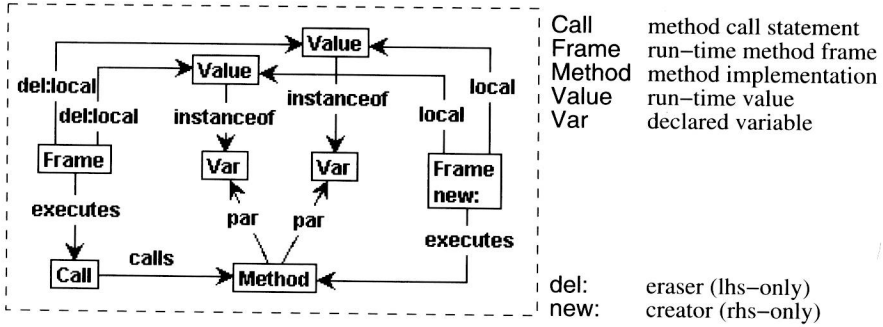 Value
Value
del:local
del:local
instanceof
instanceof
local
local
Frame
Var
Var
Frame
new:
executes
par
par
executes
calls
Call
Method
Call method call statement
Frame run-time method frame
Method method implementation
Value run-time value
Var declared variable
del: eraser (lhs-only)
new: creator (rhs-only)